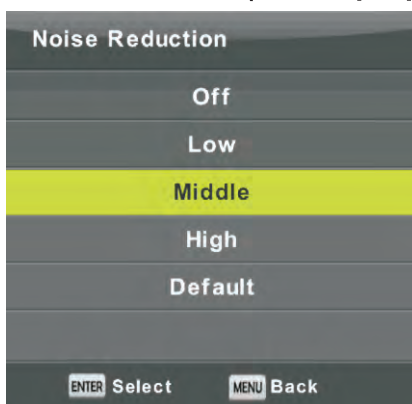 Noise Reduction
Off
Low
Middle
High
Default
ENTER Select MENU Back